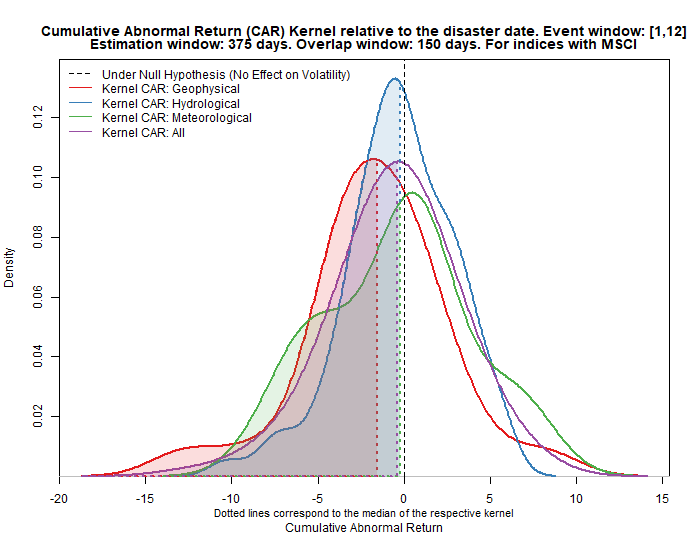 Cumulative Abnormal Return (CAR) Kernel relative to the disaster date. Event window: [1,12]
Estimation window: 375 days. Overlap window: 150 days. For indices with MSCI
Under Null Hypothesis (No Effect on Volatility)
Kernel CAR: Geophysical
Kernel CAR: Hydrological
Kernel CAR: Meteorological
Kernel CAR: All
Density
0.12
0.10
0.08
0.06
0.04
0.02
-20 -15 -10 -5 0 5 10 15
Dotted lines correspond to the median of the respective kernel
Cumulative Abnormal Return